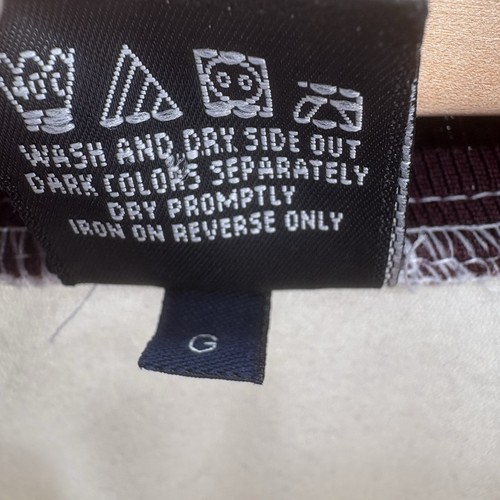 WASH AND DRY SIDE OUT
DARK COLORS SEPARATELY
DRY PROMPTLY
IRON ON REVERSE ONLY
G